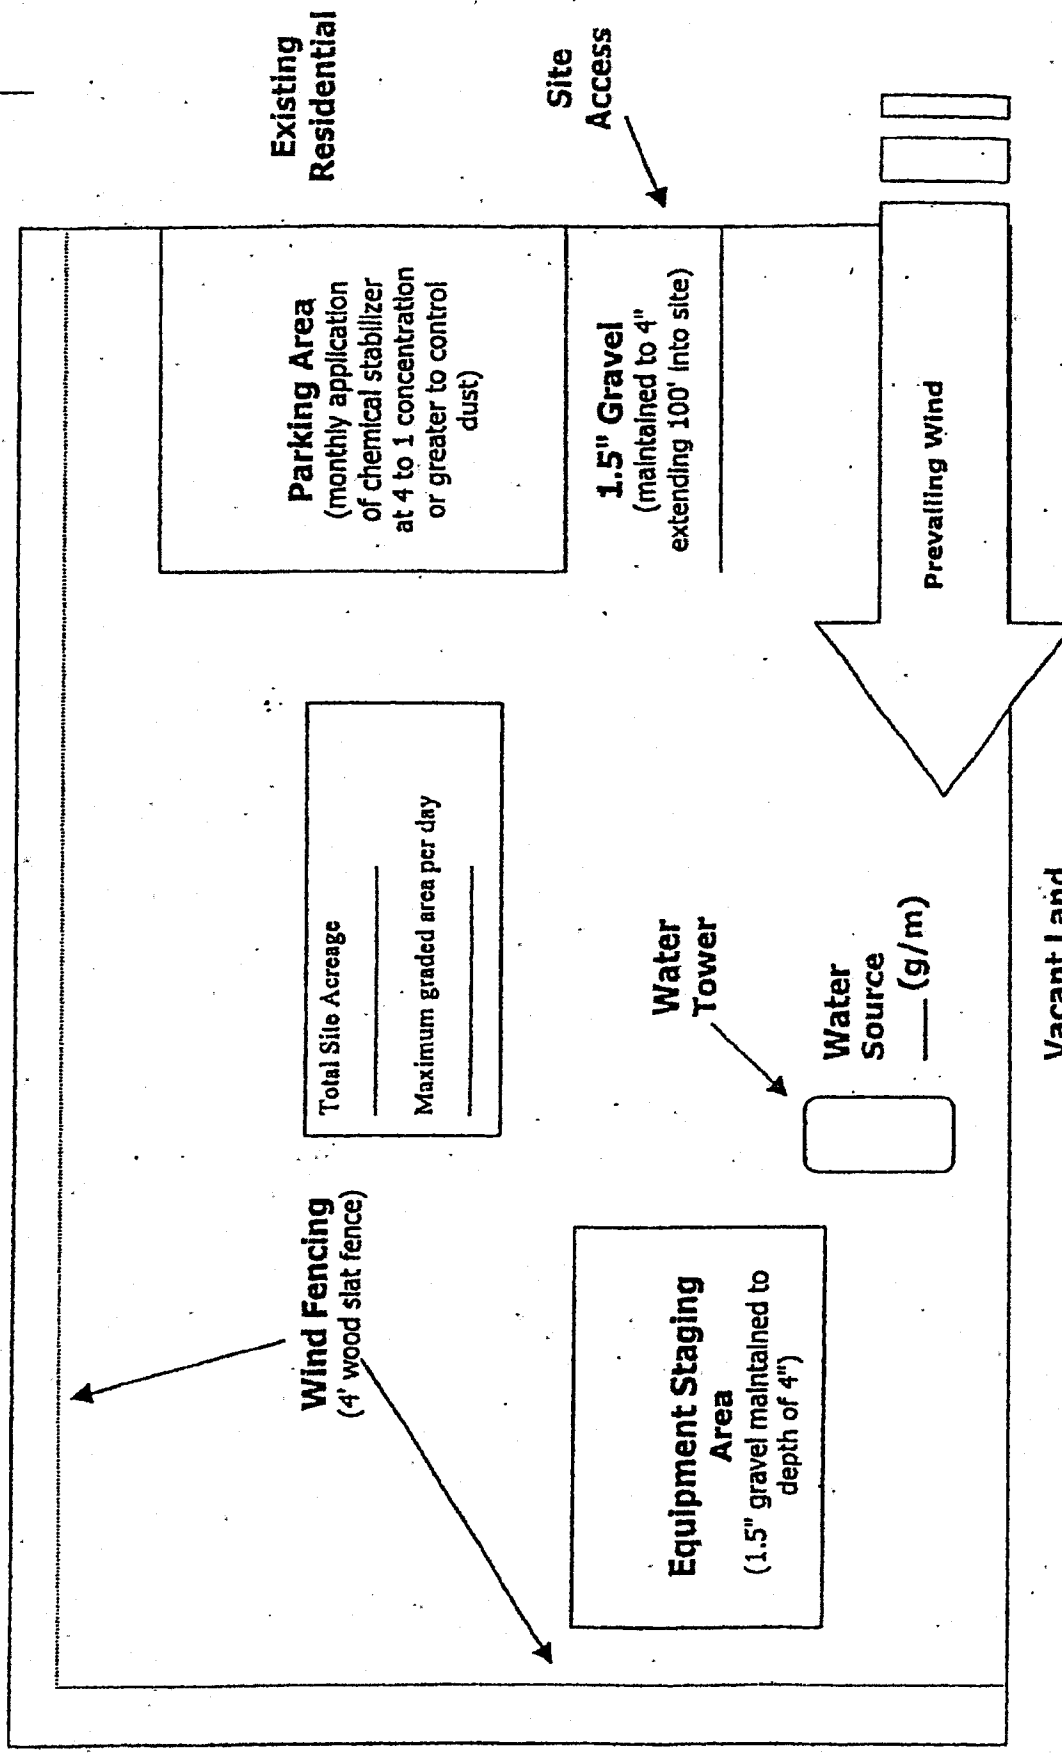 Existing
Residential
Site
Access
Parking Area
(monthly application
of chemical stabilizer
at 4 to 1 concentration
or greater to control
dust)
1.5" Gravel
(maintained to 4"
extending 100' into site)
Prevailing Wind
Total Site Acreage
Maximum graded area per day
Water
Tower
Water
Source
___ (g/m)
Wind Fencing
(4' wood slat fence)
Equipment Staging
Area
(1.5" gravel maintained to
depth of 4")
Vacant Land